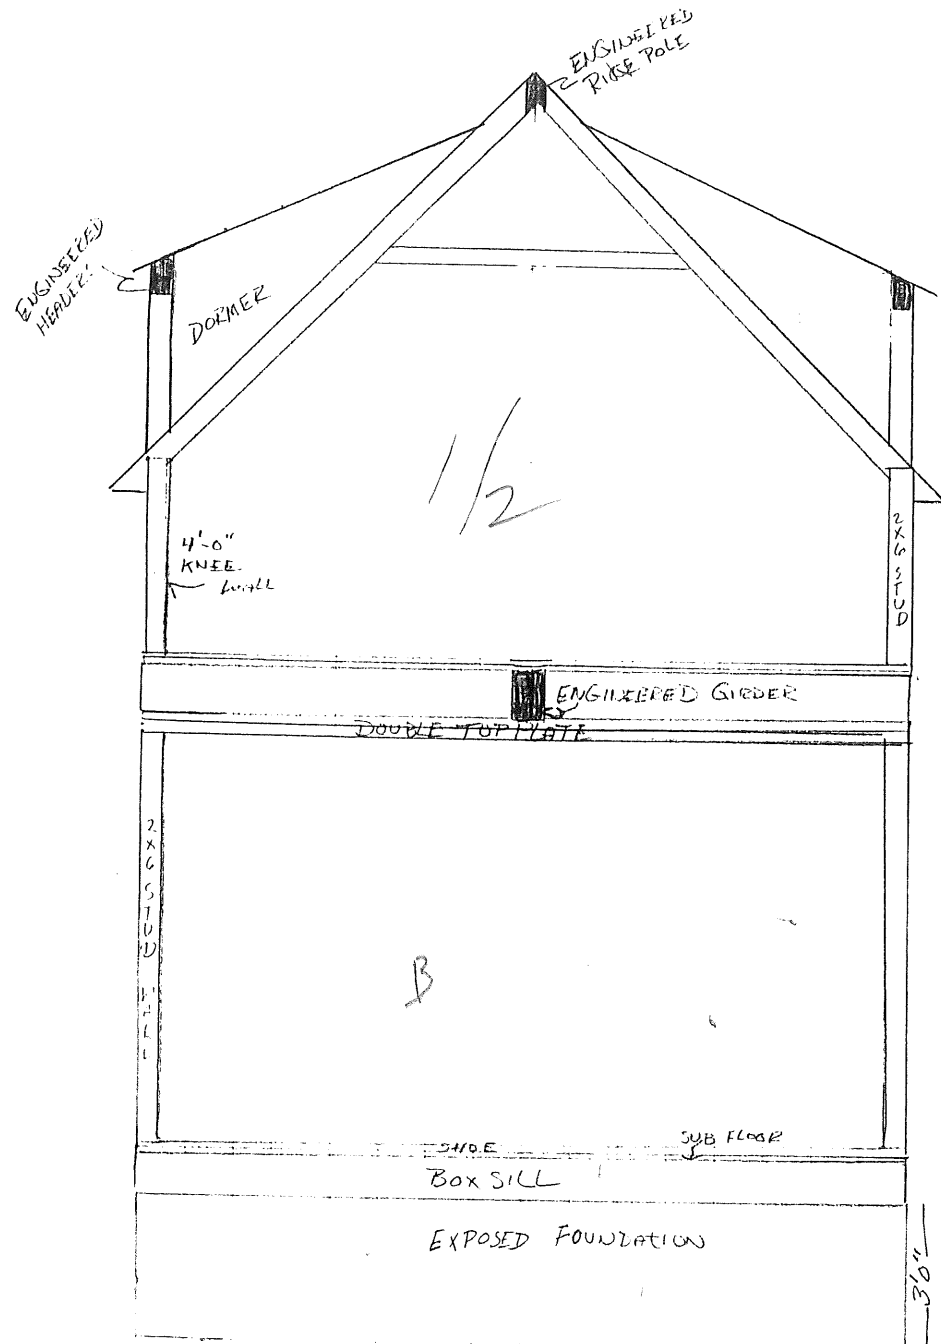 ENGINEERED
RIDGE POLE
ENGINEERED
HEADERS
DORMER
1/2
4'-0"
KNEE
WALL
2X6 STUD
ENGINEERED GIRDER
DOUBLE TOP PLATE
2X6 STUD WALL
B
SHOE
SUB FLOOR
BOX SILL
EXPOSED FOUNDATION
3'0"